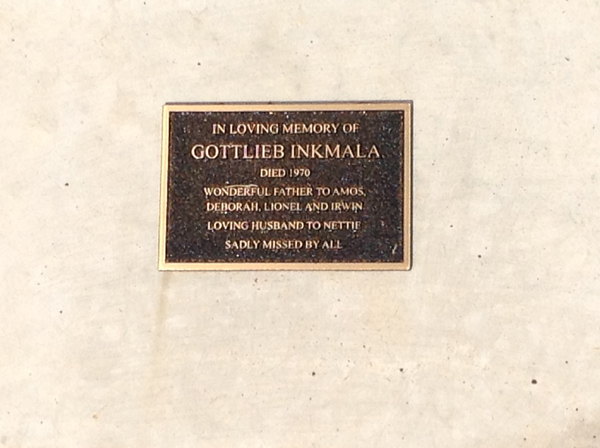 IN LOVING MEMORY OF
GOTTLIEB INKMALA
DIED 1970
WONDERFUL FATHER TO AMOS,
DEBORAH, LIONEL AND IRWIN
LOVING HUSBAND TO NETTIE
SADLY MISSED BY ALL